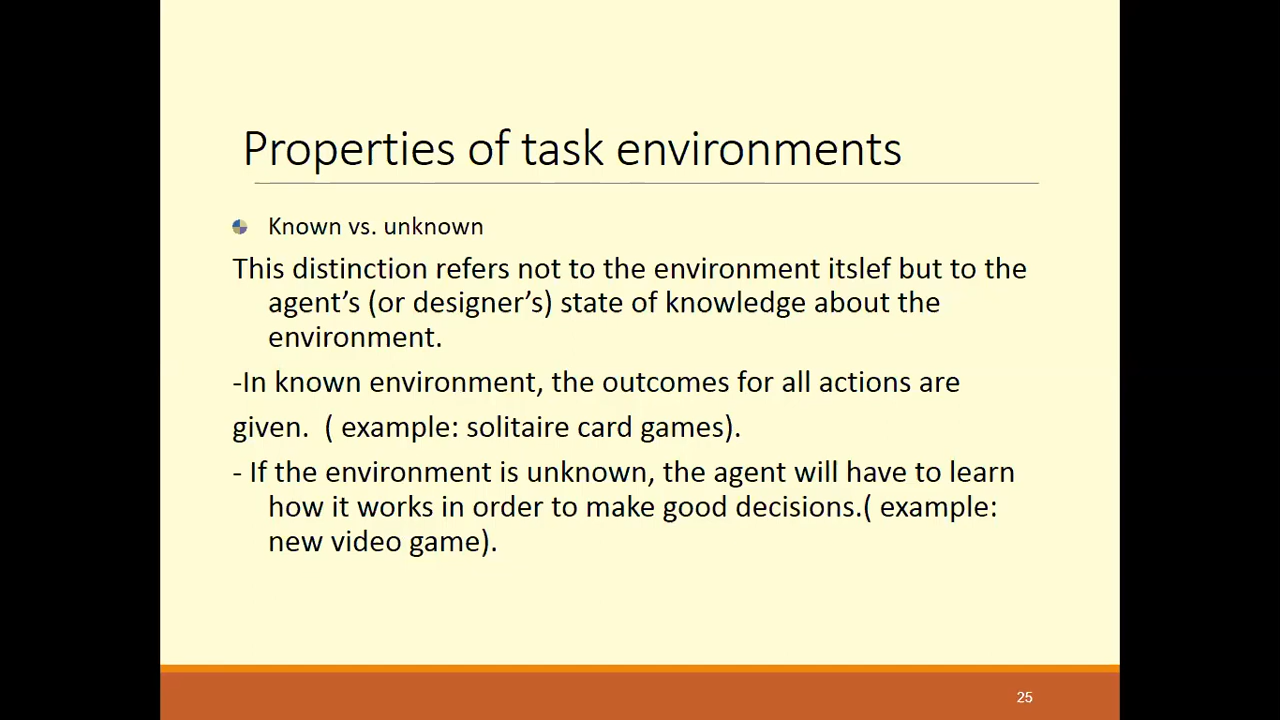 Properties of task environments
Known vs. unknown
This distinction refers not to the environment itslef but to the
agent’s (or designer’s) state of knowledge about the
environment.
-In known environment, the outcomes for all actions are
given.  ( example: solitaire card games).
- If the environment is unknown, the agent will have to learn
how it works in order to make good decisions.( example:
new video game).
25